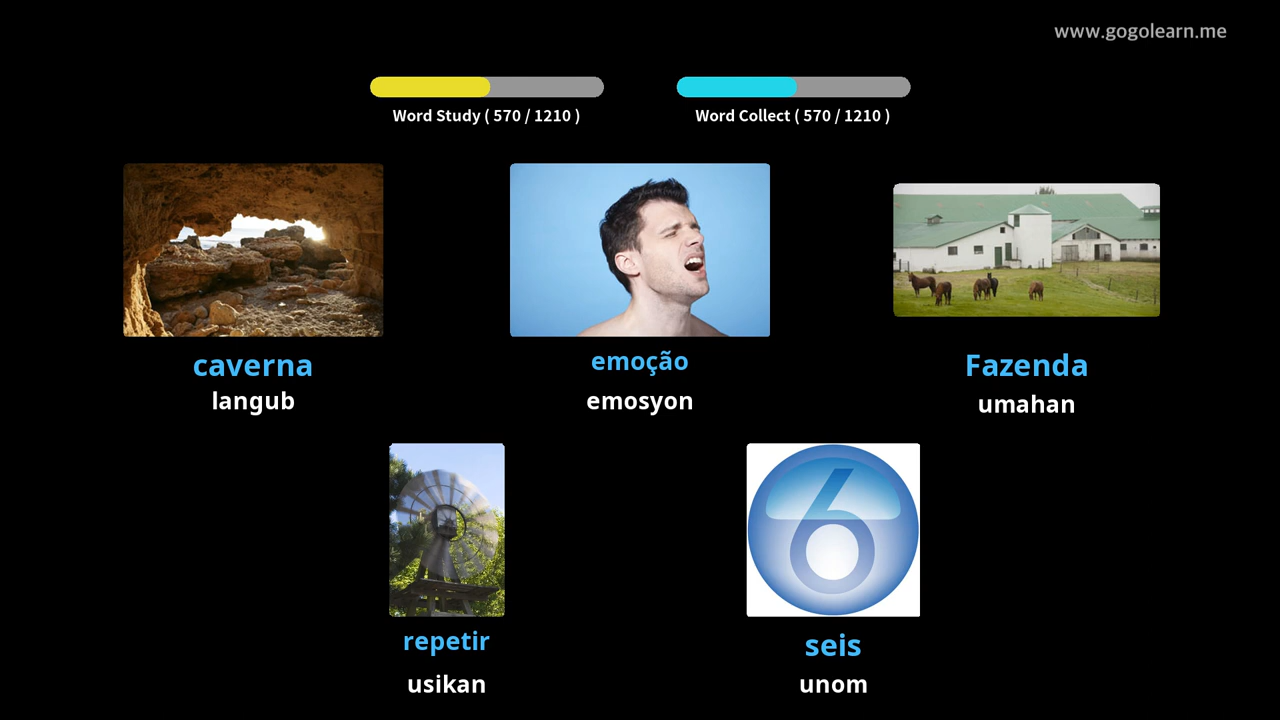 www.gogolearn.me
Word Study ( 570 / 1210 )
Word Collect ( 570 / 1210 )
caverna
langub
emoção
emosyon
Fazenda
umahan
6
repetir
usikan
seis
unom